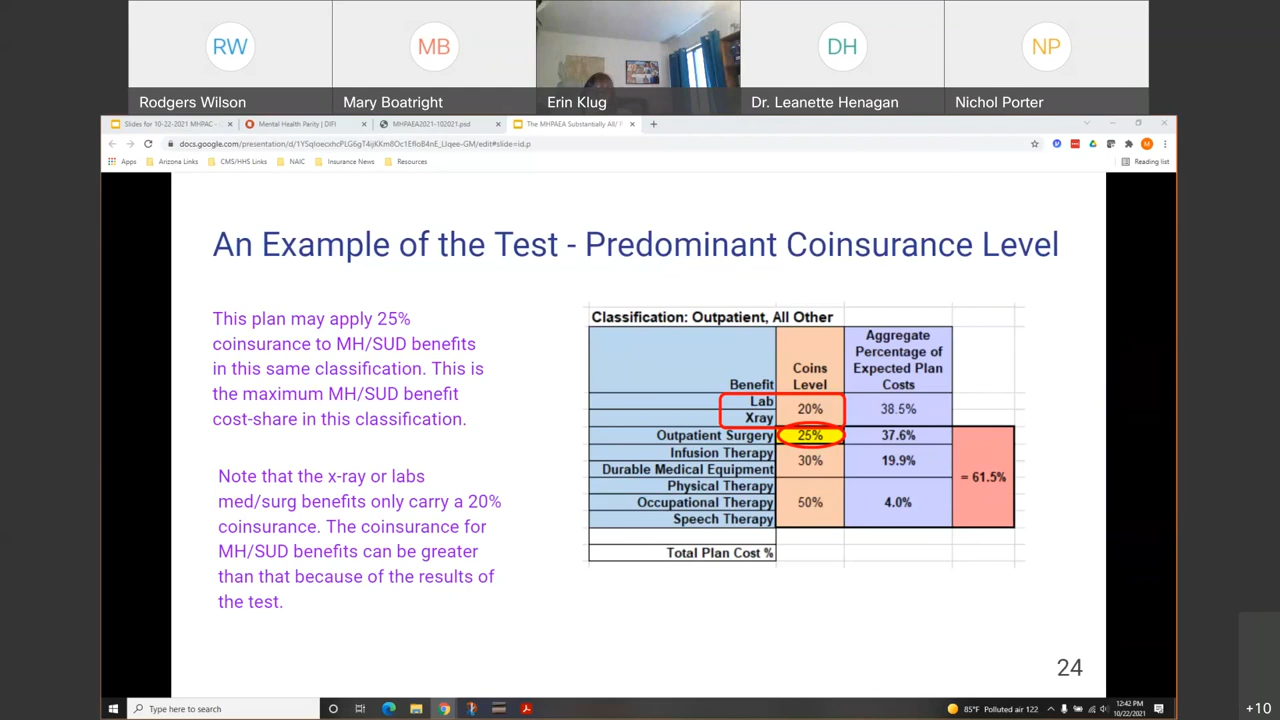 RW
MB
DH
NP
Rodgers Wilson
Mary Boatright
Erin Klug
Dr. Leanette Henagan
Nichol Porter
Slides for 10-22-2021 MHPAC -
Mental Health Parity | DIFI
MHPAEA2021-102021.psd
The MHPAEA Substantially All/
Apps
Arizona Links
CMS/HHS Links
NAIC
Insurance News
Resources
Reading list
An Example of the Test - Predominant Coinsurance Level
This plan may apply 25%
coinsurance to MH/SUD benefits
in this same classification. This is
the maximum MH/SUD benefit
cost-share in this classification.
Note that the x-ray or labs
med/surg benefits only carry a 20%
coinsurance. The coinsurance for
MH/SUD benefits can be greater
than that because of the results of
the test.
Classification: Outpatient, All Other
Benefit
Coins
Level
Aggregate
Percentage of
Expected Plan
Costs
Lab
Xray
20%
38.5%
Outpatient Surgery
25%
37.6%
Infusion Therapy
Durable Medical Equipment
30%
19.9%
Physical Therapy
Occupational Therapy
Speech Therapy
50%
4.0%
= 61.5%
Total Plan Cost %
24
Type here to search
85°F Polluted air 122
12:42 PM
10/22/2021
+10